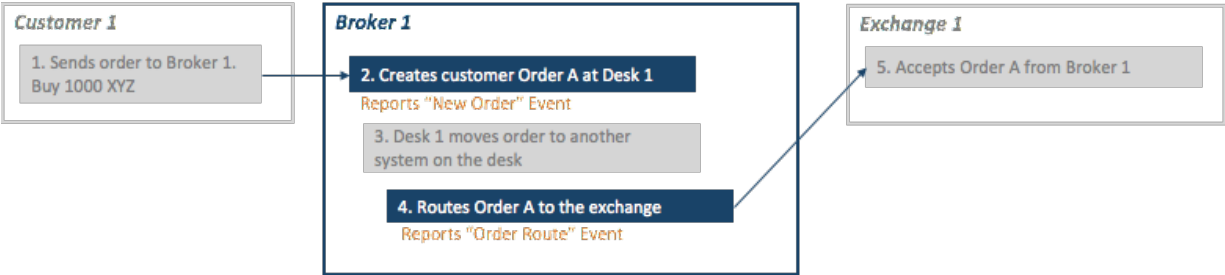 Customer 1
1. Sends order to Broker 1.
Buy 1000 XYZ
Broker 1
2. Creates customer Order A at Desk 1
Reports "New Order" Event
3. Desk 1 moves order to another
system on the desk
4. Routes Order A to the exchange
Reports "Order Route" Event
Exchange 1
5. Accepts Order A from Broker 1